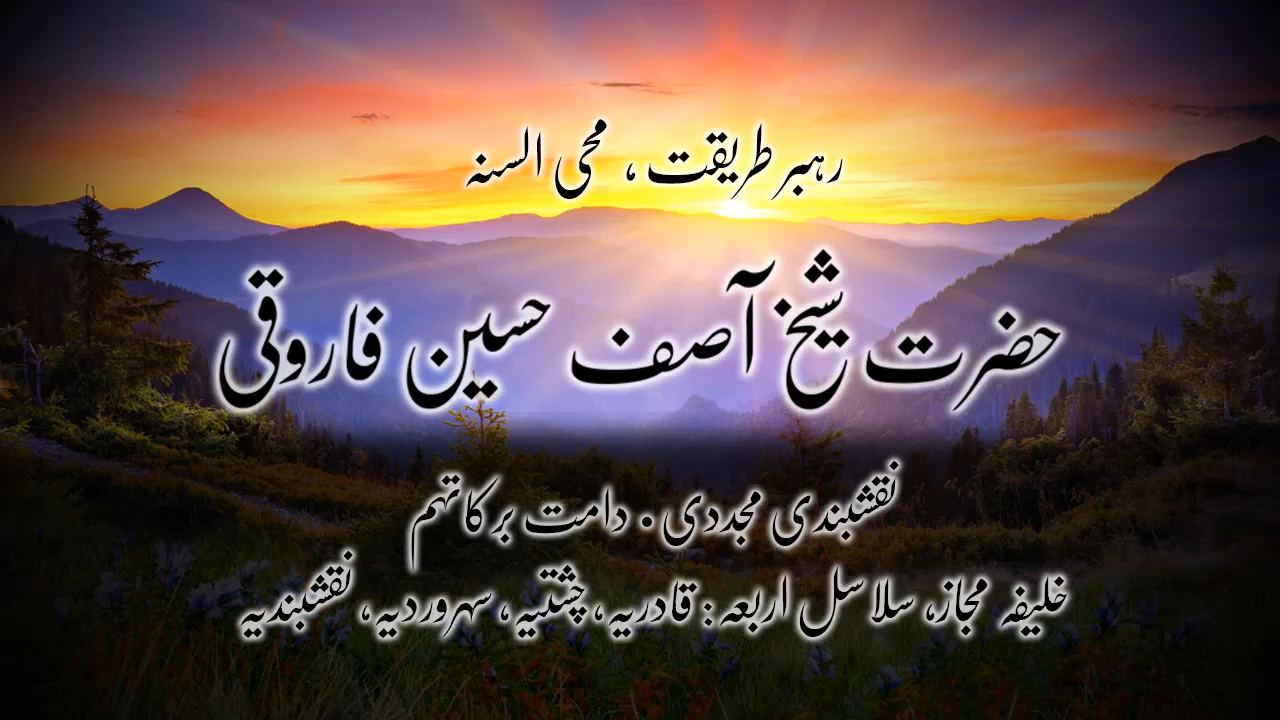 رہبر طریقت ، محی السنہ
حضرت شیخ آصف حسین فاروقی
نقشبندی مجددی . دامت برکاتہم
خلیفہ مجاز، سلاسل اربعہ: قادریہ، چشتیہ، سہروردیہ، نقشبندیہ